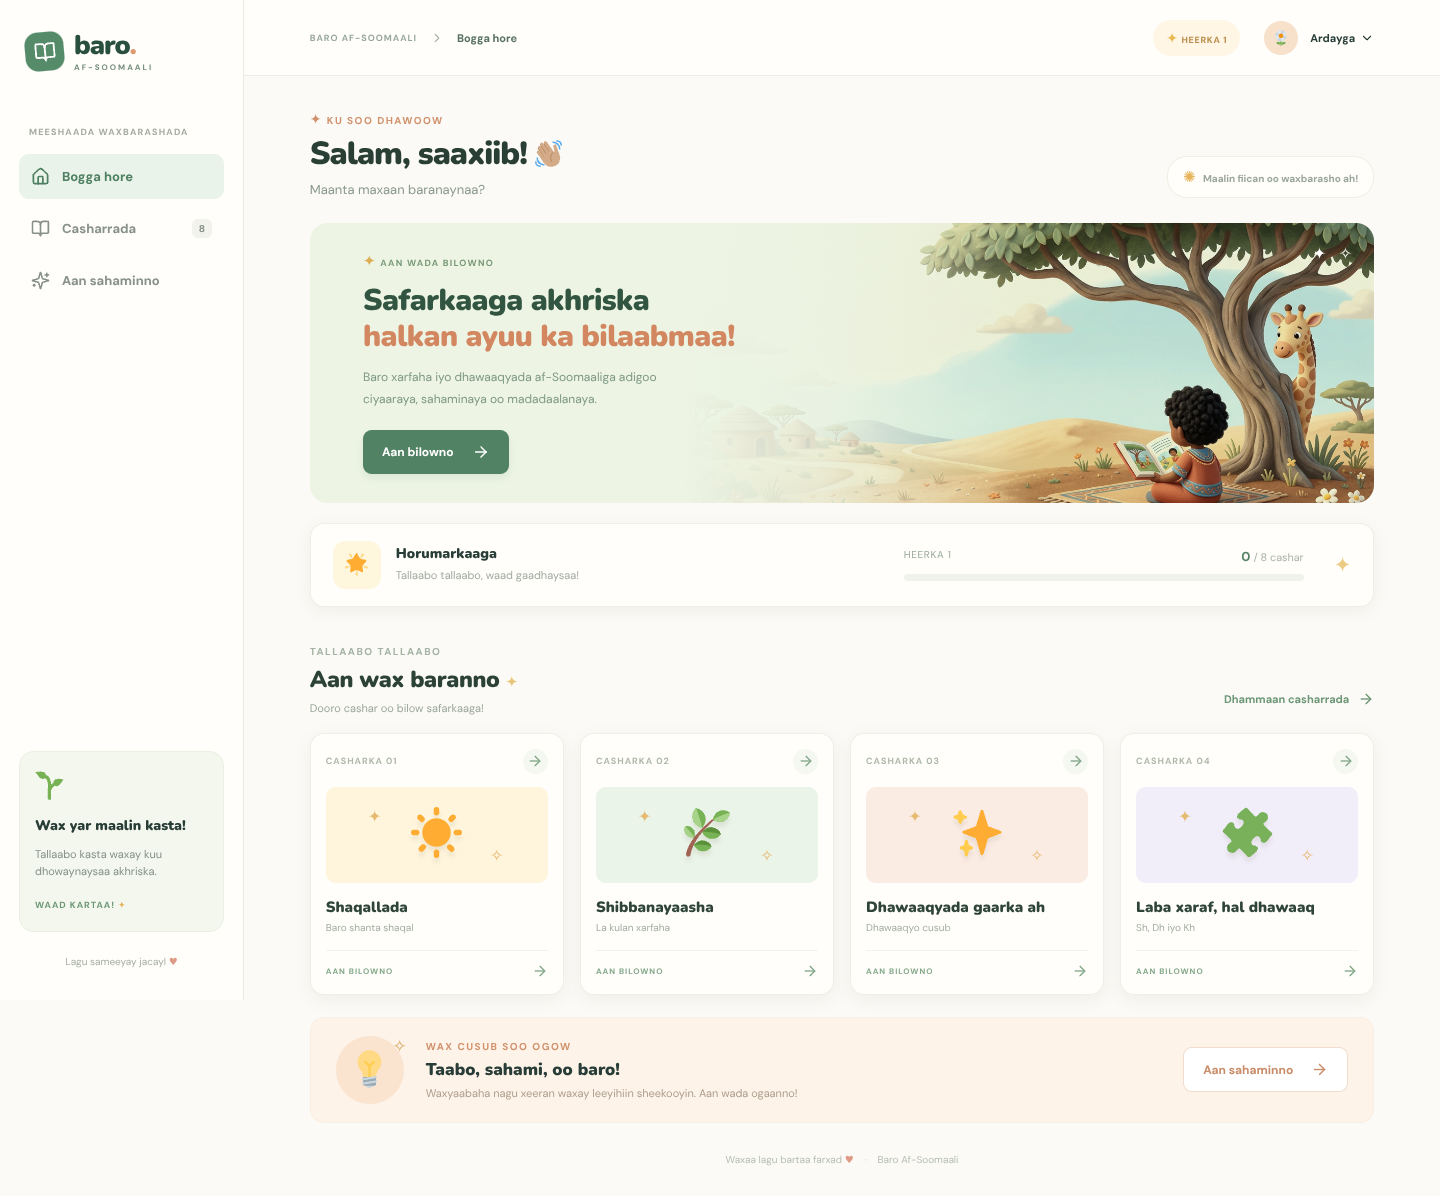 baro.
AF-SOOMAALI
MEESHAADA WAXBARASHADA
Bogga hore
Casharrada 8
Aan sahaminno
Wax yar maalin kasta!
Tallaabo kasta waxay kuu
dhowaynaysaa akhriska.
WAAD KARTAA!
Lagu sameeyay jacayl ♥
BARO AF-SOOMAALI > Bogga hore
HEERKA 1
Ardayga
KU SOO DHAWOOW
Salam, saaxiib! 👋🏽
Maanta maxaan baranaynaa?
Maalin fiican oo waxbarasho ah!
AAN WADA BILOWNO
Safarkaaga akhriska
halkan ayuu ka bilaabmaa!
Baro xarfaha iyo dhawaaqyada af-Soomaaliga adigoo
ciyaaraya, sahaminaya oo madadaalanaya.
Aan bilowno →
Horumarkaaga
Tallaabo tallaabo, waad gaadhaysaa!
HEERKA 1
0 / 8 cashar
TALLAABO TALLAABO
Aan wax baranno
Dooro cashar oo bilow safarkaaga!
Dhammaan casharrada →
CASHARKA 01
Shaqallada
Baro shanta shaqal
AAN BILOWNO →
CASHARKA 02
Shibbanayaasha
La kulan xarfaha
AAN BILOWNO →
CASHARKA 03
Dhawaaqyada gaarka ah
Dhawaaqyo cusub
AAN BILOWNO →
CASHARKA 04
Laba xaraf, hal dhawaaq
Sh, Dh iyo Kh
AAN BILOWNO →
WAX CUSUB SOO OGOW
Taabo, sahami, oo baro!
Waxyaabaha nagu xeeran waxay leeyihiin sheekooyin. Aan wada ogaanno!
Aan sahaminno →
Waxaa lagu bartaa farxad ♥ · Baro Af-Soomaali